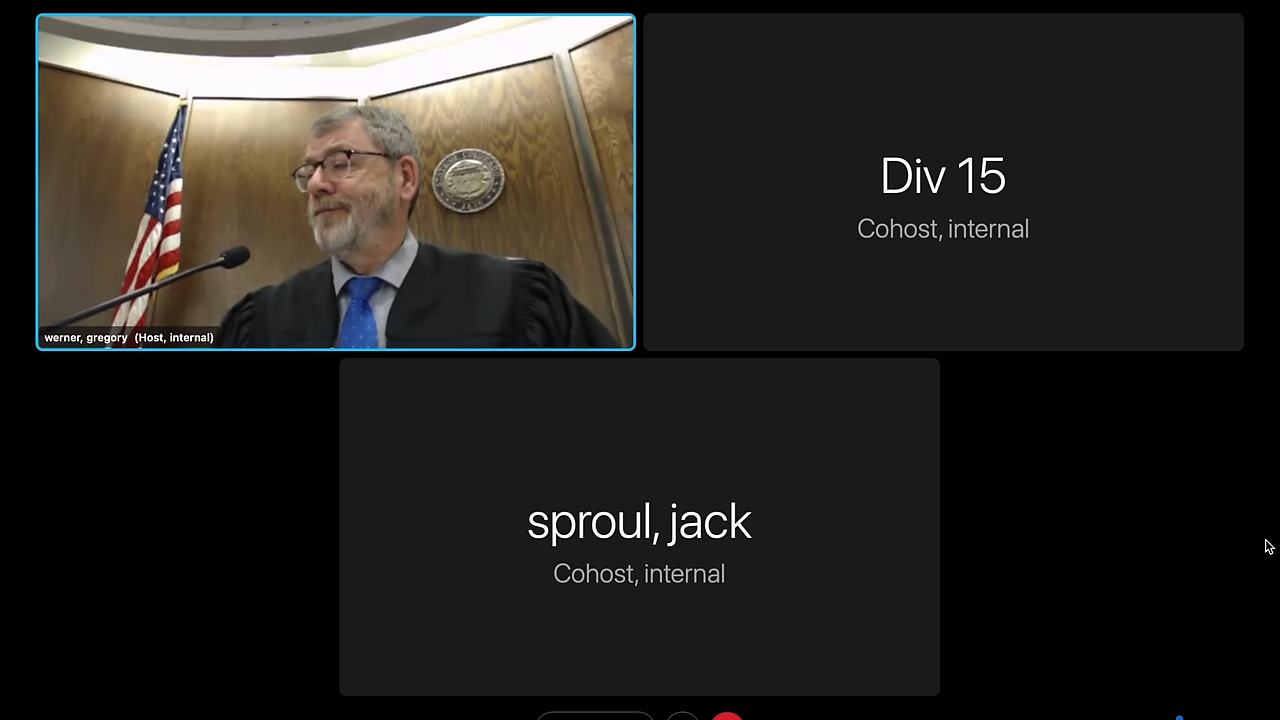 werner, gregory (Host, internal)
Div 15
Cohost, internal
sproul, jack
Cohost, internal